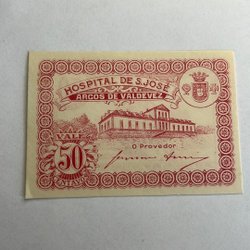 HOSPITAL DE S. JOSÉ
ARCOS DE VALDEVEZ
VALE
50
O Provedor